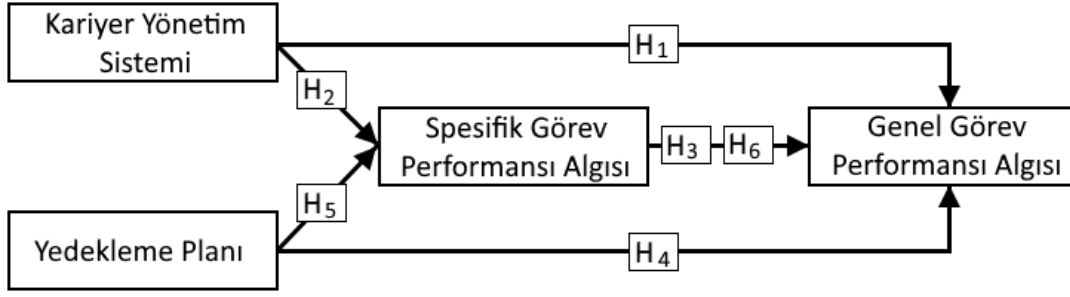 Kariyer Yönetim
Sistemi
H1
H2
Spesifik Görev
Performansı Algısı
H3
H6
Genel Görev
Performansı Algısı
H5
Yedekleme Planı
H4